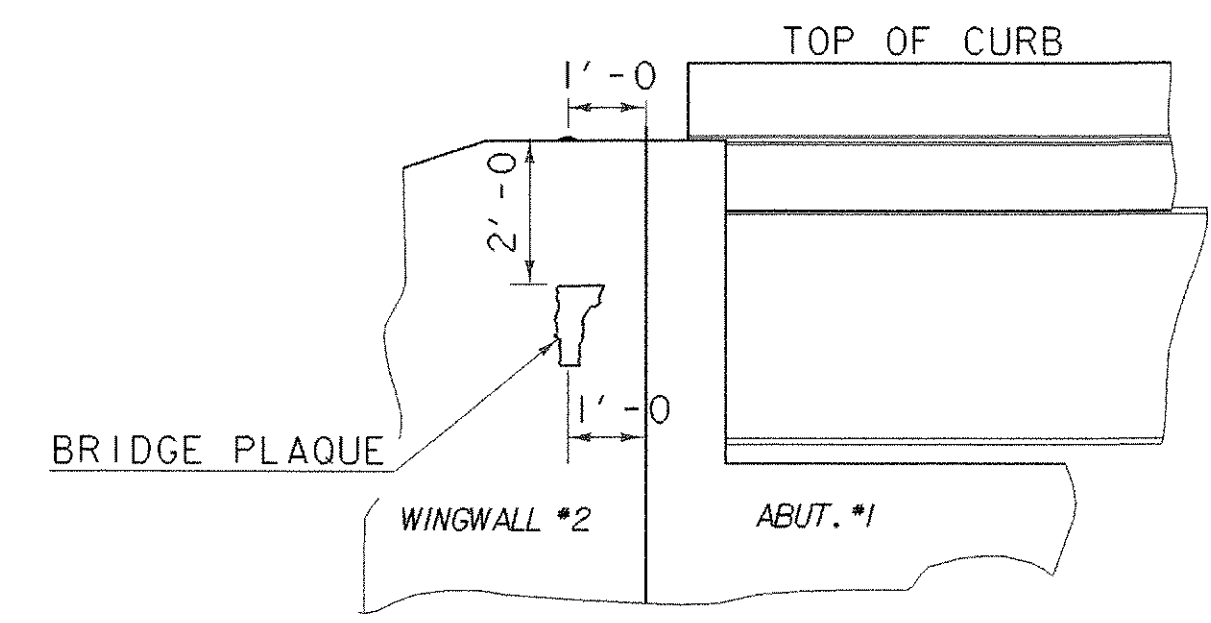 TOP OF CURB
1'-0
2'-0
1'-0
BRIDGE PLAQUE
WINGWALL #2
ABUT. #1